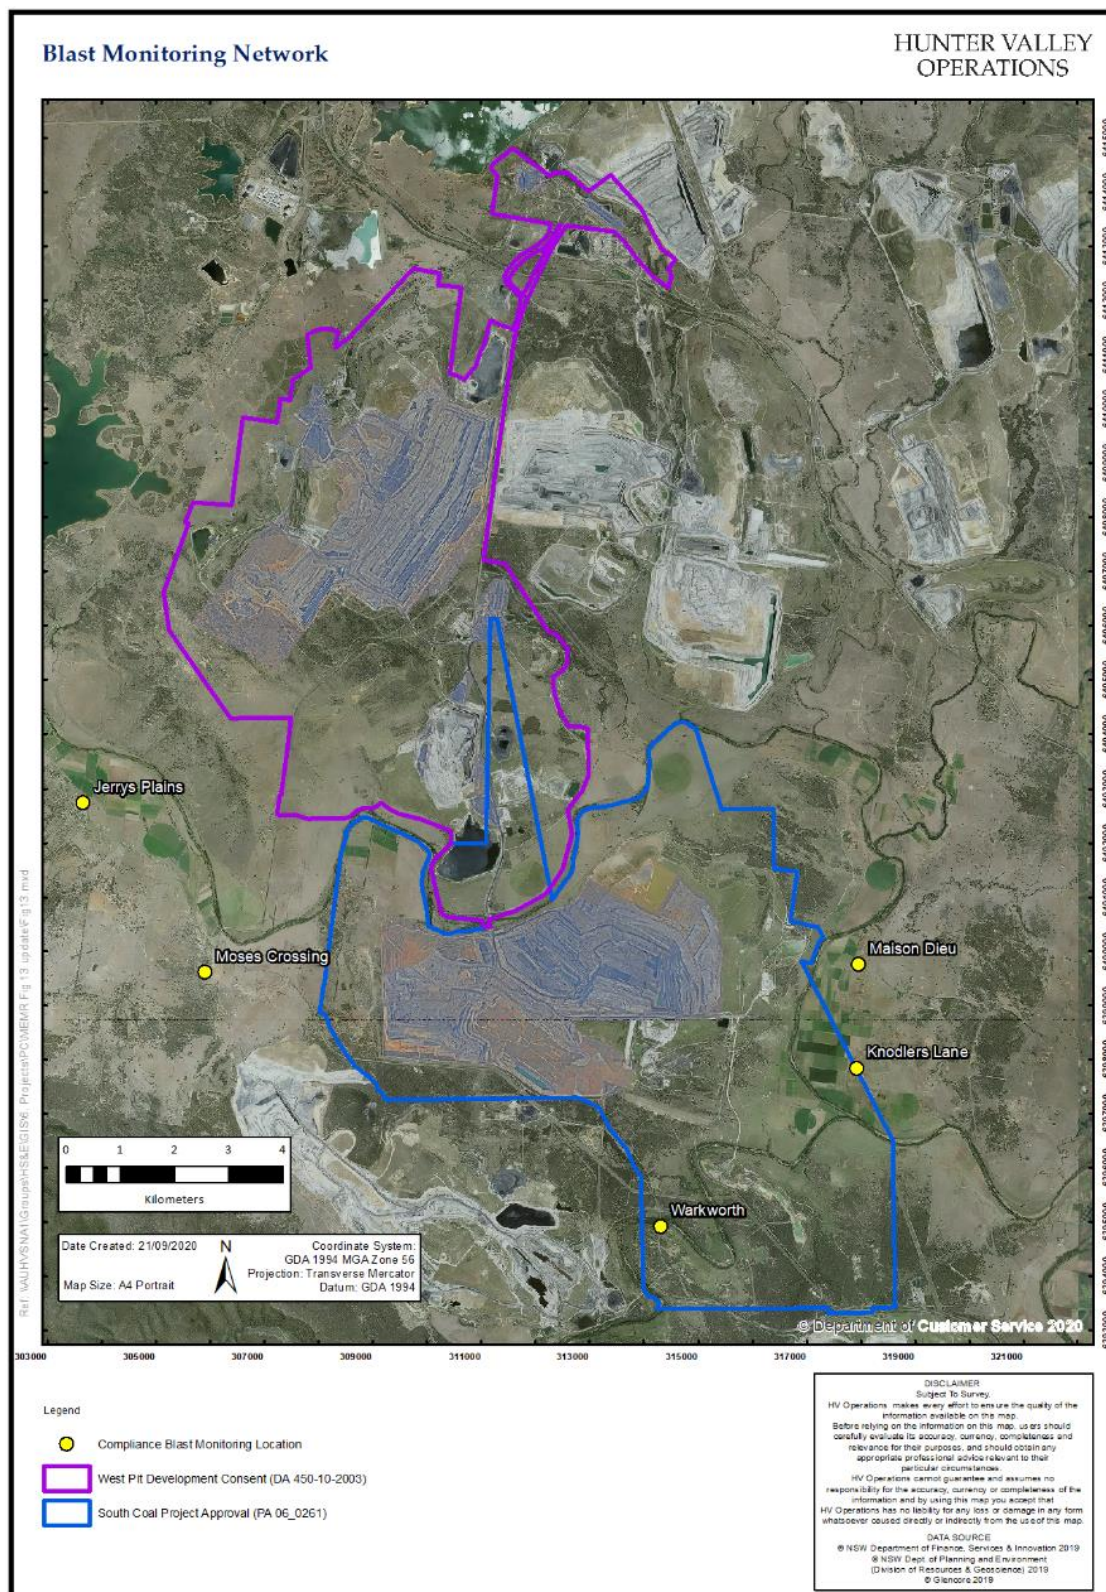 Blast Monitoring Network
HUNTER VALLEY
OPERATIONS
Jerrys Plains
Moses Crossing
Maison Dieu
Knodlers Lane
Warkworth
0 1 2 3 4
Kilometers
Date Created: 21/09/2020
Map Size: A4 Portrait
N
Coordinate System:
GDA 1994 MGA Zone 56
Projection: Transverse Mercator
Datum: GDA 1994
© Department of Customer Service 2020
303000 305000 307000 309000 311000 313000 315000 317000 319000 321000
Legend
Compliance Blast Monitoring Location
West Pit Development Consent (DA 450-10-2003)
South Coal Project Approval (PA 06_0261)
DISCLAIMER
Subject To Survey.
HV Operations makes every effort to ensure the quality of the
information available on the map.
Before relying on the information on this map, users should
carefully evaluate its accuracy, currency, completeness and
relevance for their purposes, and should obtain any
appropriate professional advice relevant to their
particular circumstances.
HV Operations cannot guarantee and assumes no
responsibility for the accuracy, currency or completeness of the
information and by using this map you accept that
HV Operations has no liability for any loss or damage in any form
whatsoever caused directly or indirectly from the use of this map.
DATA SOURCE
© NSW Department of Finance, Services & Innovation 2019
© NSW Dept. of Planning and Environment
(Division of Resources & Geoscience) 2019
© Glencore 2019